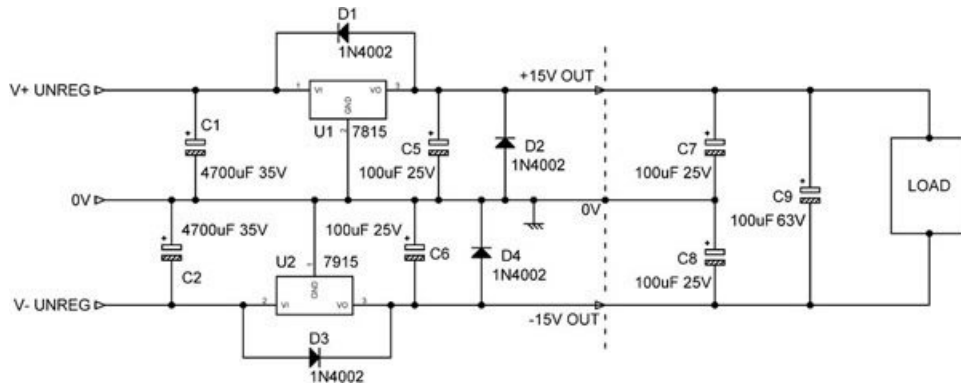 D1
1N4002
V+ UNREG
1
VI
VO
3
GND
2
+15V OUT
U1
7815
C1
+
4700uF 35V
C5
+
100uF 25V
D2
1N4002
C7
+
100uF 25V
0V
0V
C9
+
100uF 63V
LOAD
4700uF 35V
+
C2
U2
7915
1
GND
2
VI
VO
3
100uF 25V
+
C6
D4
1N4002
C8
+
100uF 25V
V- UNREG
-15V OUT
D3
1N4002